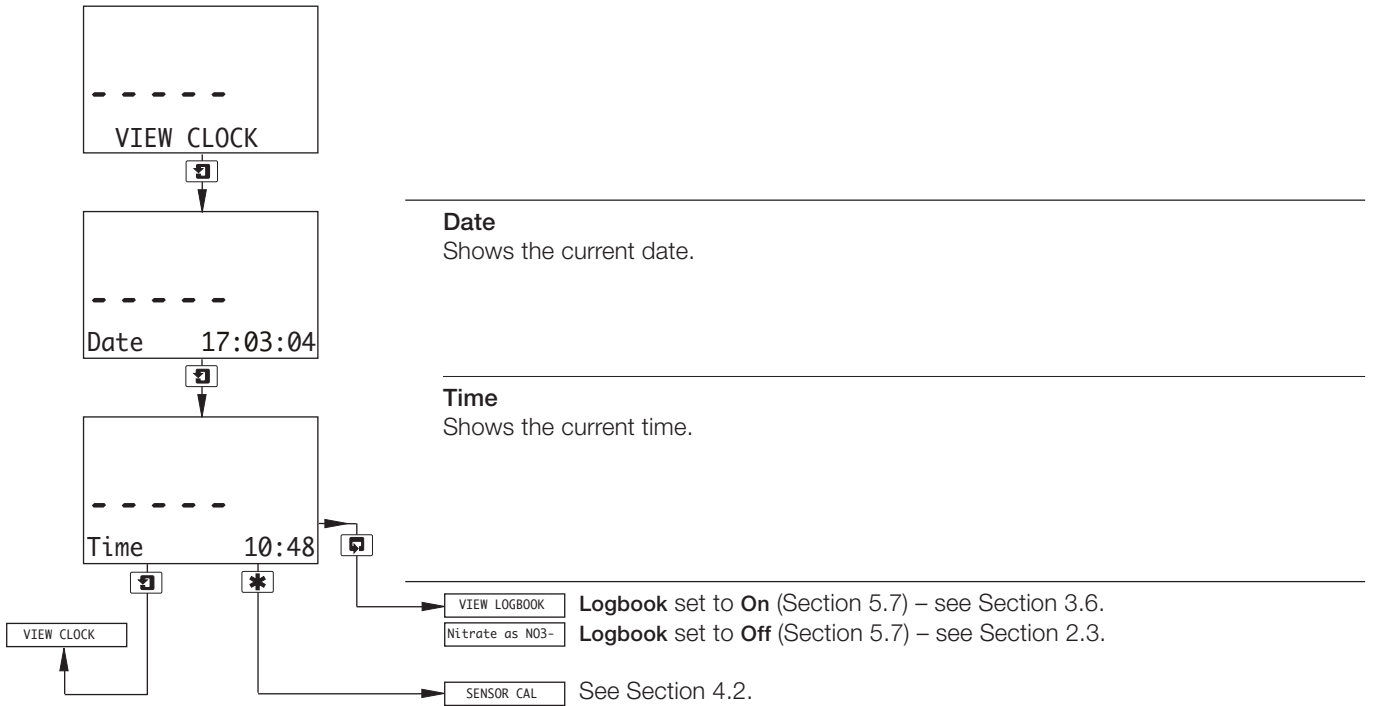 - - - - -
VIEW CLOCK
Date
Shows the current date.
- - - - -
Date 17:03:04
Time
Shows the current time.
- - - - -
Time 10:48
VIEW LOGBOOK Logbook set to On (Section 5.7) – see Section 3.6.
Nitrate as NO3- Logbook set to Off (Section 5.7) – see Section 2.3.
VIEW CLOCK
SENSOR CAL See Section 4.2.